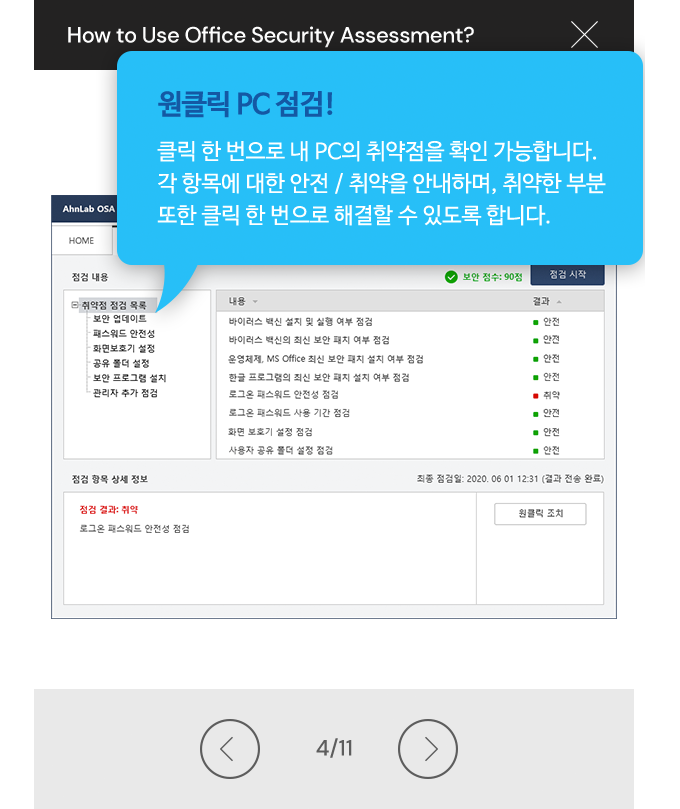 How to Use Office Security Assessment?
원클릭 PC 점검!
클릭 한 번으로 내 PC의 취약점을 확인 가능합니다.
각 항목에 대한 안전 / 취약을 안내하며, 취약한 부분
또한 클릭 한 번으로 해결할 수 있도록 합니다.
AhnLab OSA
HOME
점검 내용
보안 점수: 90점
점검 시작
취약점 점검 목록
보안 업데이트
패스워드 안전성
화면보호기 설정
공유 폴더 설정
보안 프로그램 설치
관리자 추가 점검
내용 결과
바이러스 백신 설치 및 실행 여부 점검 안전
바이러스 백신의 최신 보안 패치 여부 점검 안전
운영체제, MS Office 최신 보안 패치 설치 여부 점검 안전
한글 프로그램의 최신 보안 패치 설치 여부 점검 안전
로그온 패스워드 안전성 점검 취약
로그온 패스워드 사용 기간 점검 안전
화면 보호기 설정 점검 안전
사용자 공유 폴더 설정 점검 안전
점검 항목 상세 정보
최종 점검일: 2020. 06 01 12:31 (결과 전송 완료)
점검 결과: 취약
로그온 패스워드 안전성 점검
원클릭 조치
4/11